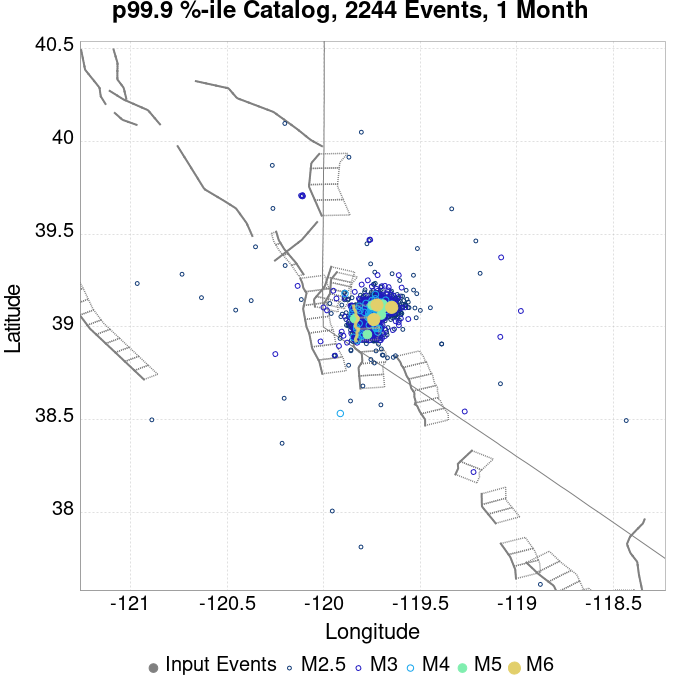 p99.9 %-ile Catalog, 2244 Events, 1 Month
40.5
40
39.5
39
38.5
38
Latitude
-121 -120.5 -120 -119.5 -119 -118.5
Longitude
Input Events M2.5 M3 M4 M5 M6